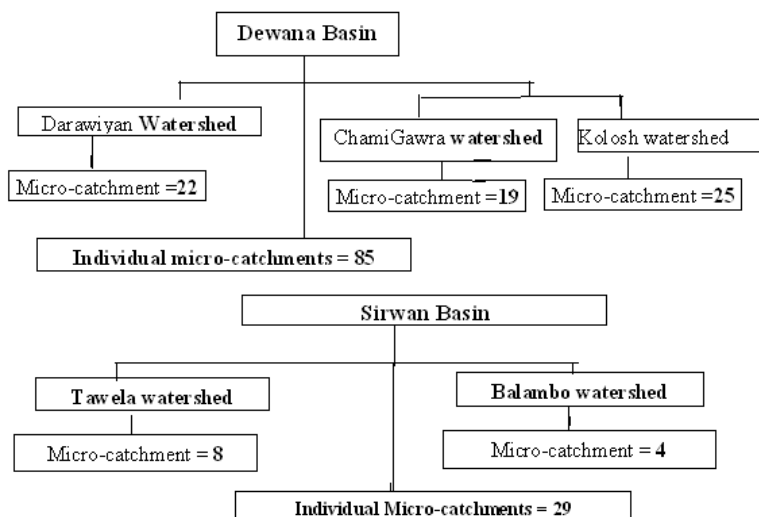 Dewana Basin
Darawiyan Watershed
ChamiGawra watershed
Kolosh watershed
Micro-catchment =22
Micro-catchment =19
Micro-catchment =25
Individual micro-catchments = 85
Sirwan Basin
Tawela watershed
Balambo watershed
Micro-catchment = 8
Micro-catchment = 4
Individual Micro-catchments = 29